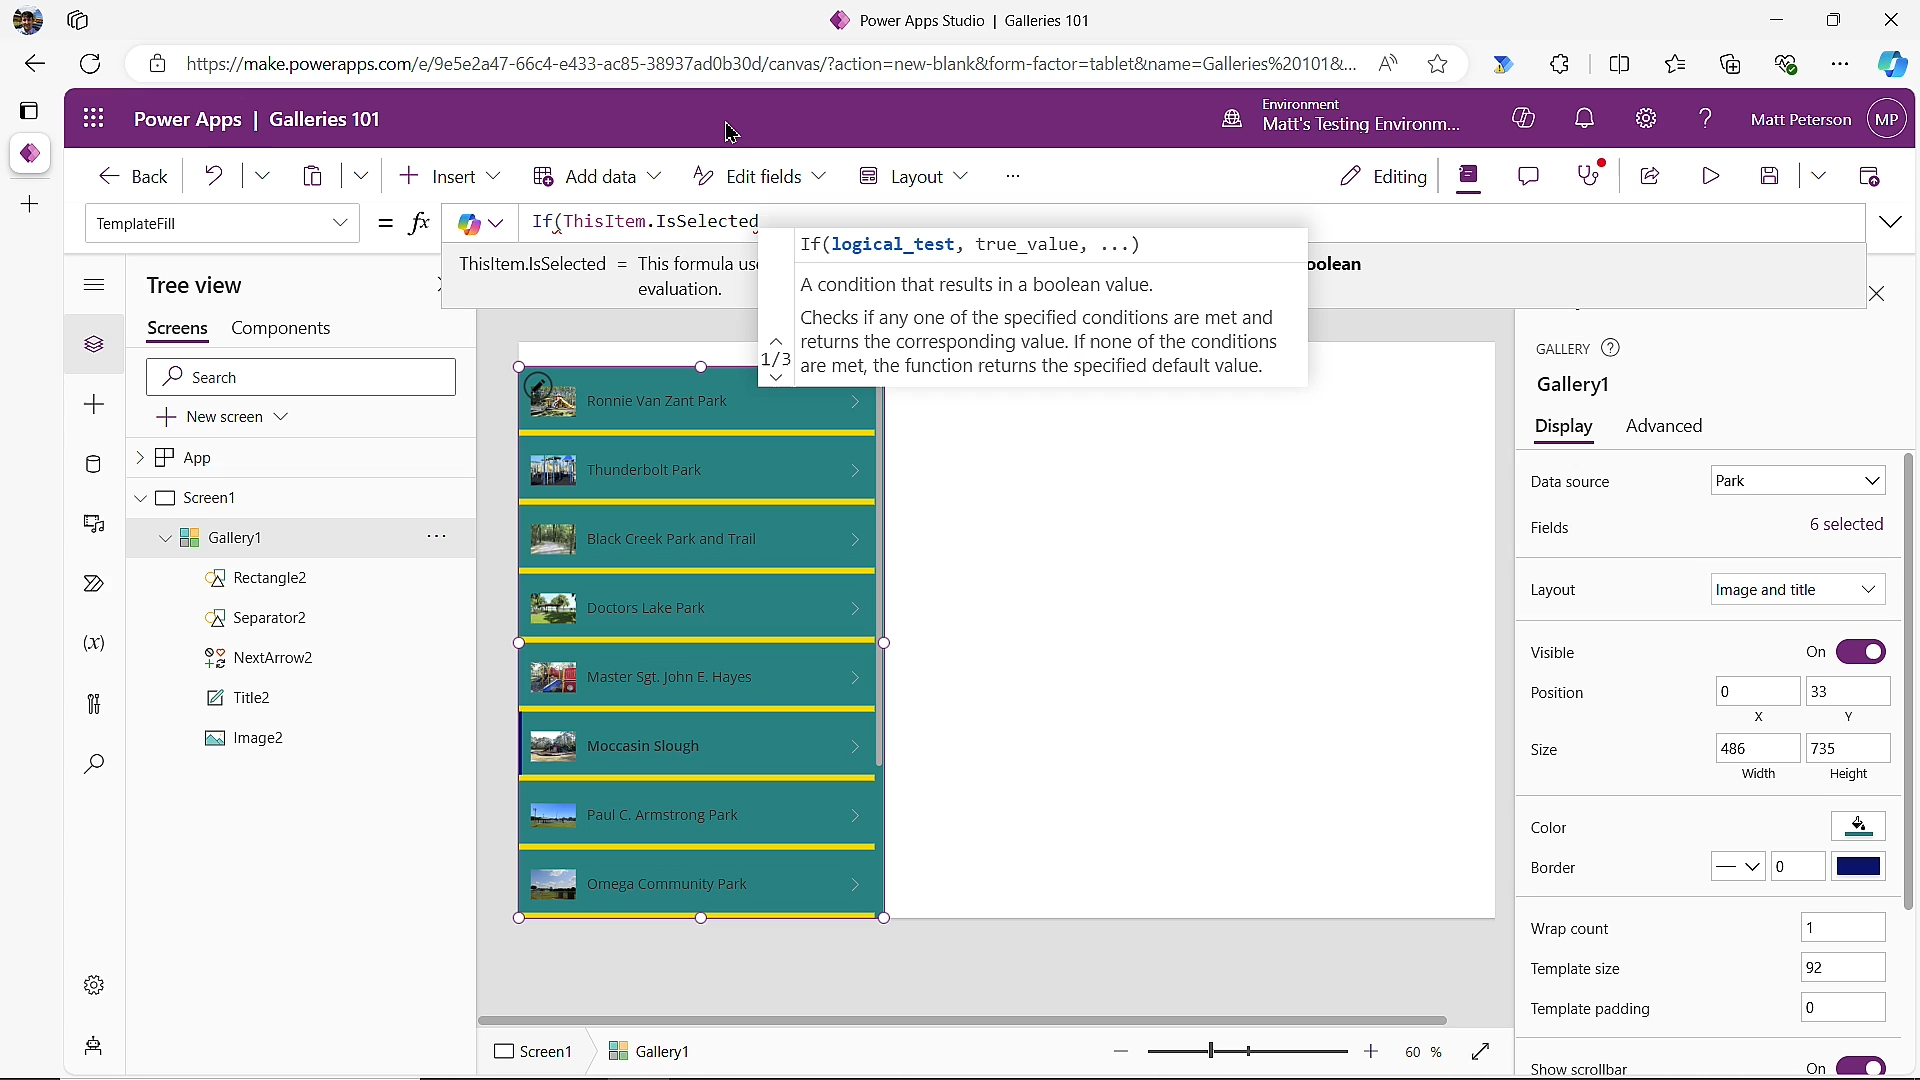 Power Apps Studio | Galleries 101
https://make.powerapps.com/e/9e5e2a47-66c4-e433-ac85-38937ad0b30d/canvas/?action=new-blank&form-factor=tablet&name=Galleries%20101&...
Power Apps | Galleries 101
Environment
Matt's Testing Environm...
Matt Peterson
MP
Back
Insert
Add data
Edit fields
Layout
Editing
TemplateFill
= fx
If(ThisItem.IsSelected
If(logical_test, true_value, ...)
ThisItem.IsSelected = This formula
oolean
evaluation.
A condition that results in a boolean value.
Checks if any one of the specified conditions are met and
returns the corresponding value. If none of the conditions
are met, the function returns the specified default value.
1/3
Tree view
Screens
Components
Search
New screen
App
Screen1
Gallery1
Rectangle2
Separator2
NextArrow2
Title2
Image2
Ronnie Van Zant Park
Thunderbolt Park
Black Creek Park and Trail
Doctors Lake Park
Master Sgt. John E. Hayes
Moccasin Slough
Paul C. Armstrong Park
Omega Community Park
Screen1
Gallery1
60 %
GALLERY
Gallery1
Display
Advanced
Data source
Park
Fields
6 selected
Layout
Image and title
Visible
On
Position
0
33
X
Y
Size
486
735
Width
Height
Color
Border
0
Wrap count
1
Template size
92
Template padding
0
Show scrollbar
On